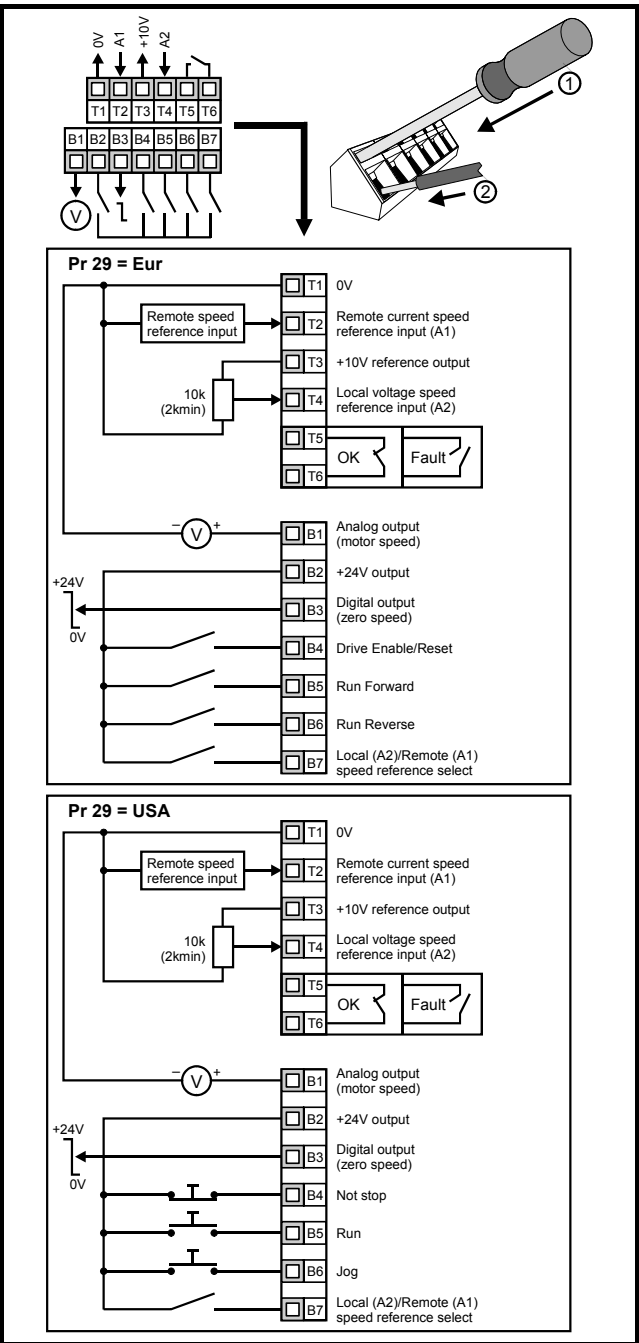 0V A1 +10V A2
T1 T2 T3 T4 T5 T6
B1 B2 B3 B4 B5 B6 B7
V
1
2
Pr 29 = Eur
T1 0V
Remote speed
reference input
T2 Remote current speed
reference input (A1)
T3 +10V reference output
10k
(2kmin)
T4 Local voltage speed
reference input (A2)
T5
OK Fault
T6
– V +
B1 Analog output
(motor speed)
B2 +24V output
+24V
0V
B3 Digital output
(zero speed)
B4 Drive Enable/Reset
B5 Run Forward
B6 Run Reverse
B7 Local (A2)/Remote (A1)
speed reference select
Pr 29 = USA
T1 0V
Remote speed
reference input
T2 Remote current speed
reference input (A1)
T3 +10V reference output
10k
(2kmin)
T4 Local voltage speed
reference input (A2)
T5
OK Fault
T6
– V +
B1 Analog output
(motor speed)
B2 +24V output
+24V
0V
B3 Digital output
(zero speed)
B4 Not stop
B5 Run
B6 Jog
B7 Local (A2)/Remote (A1)
speed reference select